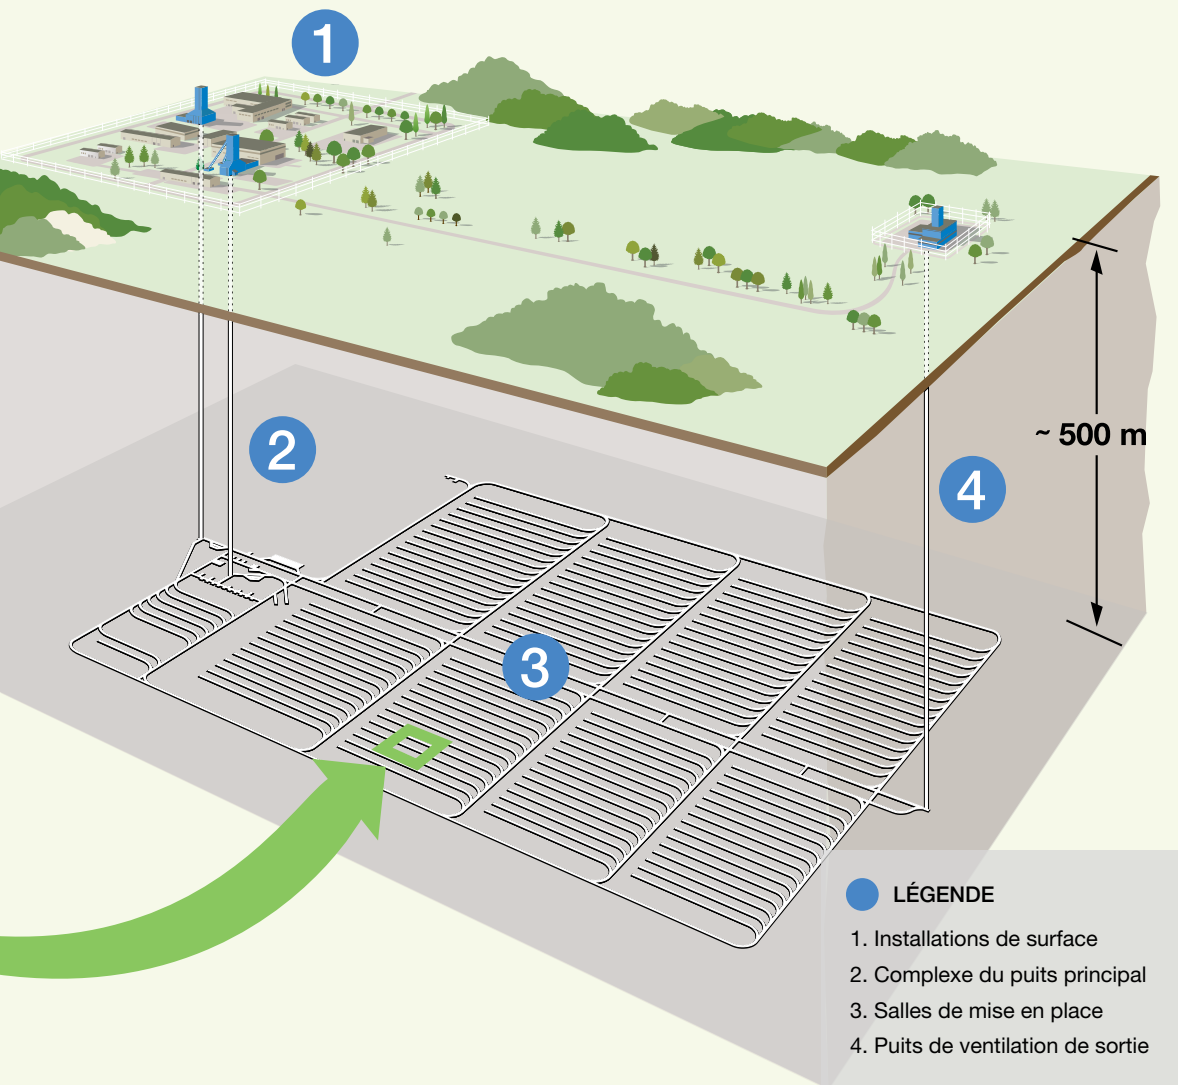 1
2
~ 500 m
4
3
LÉGENDE
1. Installations de surface
2. Complexe du puits principal
3. Salles de mise en place
4. Puits de ventilation de sortie